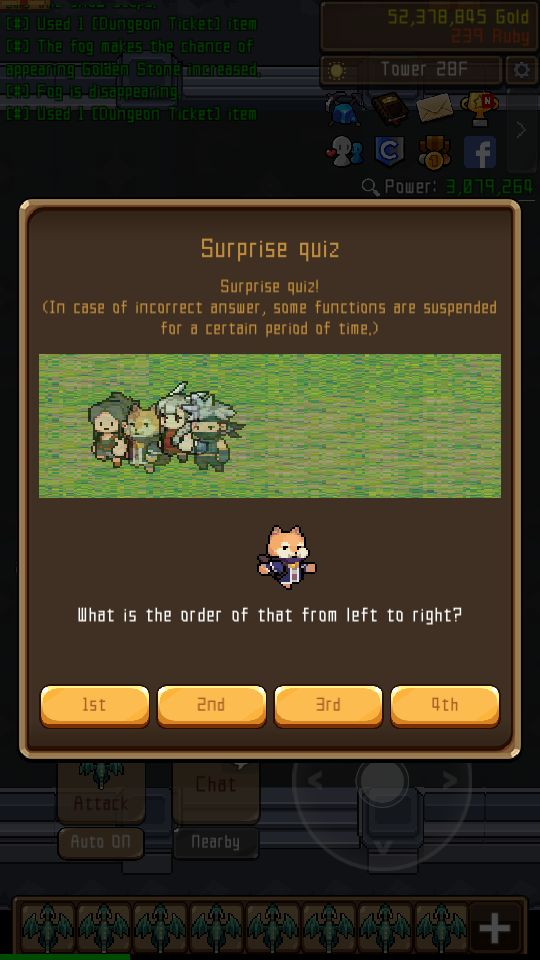 [#] Used 1 [Dungeon Ticket] item
[#] The fog makes the chance of
appearing Golden Stone increased.
[#] Fog is disappearing.
[#] Used 1 [Dungeon Ticket] item
52,378,845 Gold
239 Ruby
Tower 28F
N
C
f
Power: 3,079,264
Surprise quiz
Surprise quiz!
(In case of incorrect answer, some functions are suspended
for a certain period of time.)
What is the order of that from left to right?
1st
2nd
3rd
4th
Attack
Chat
Auto ON
Nearby